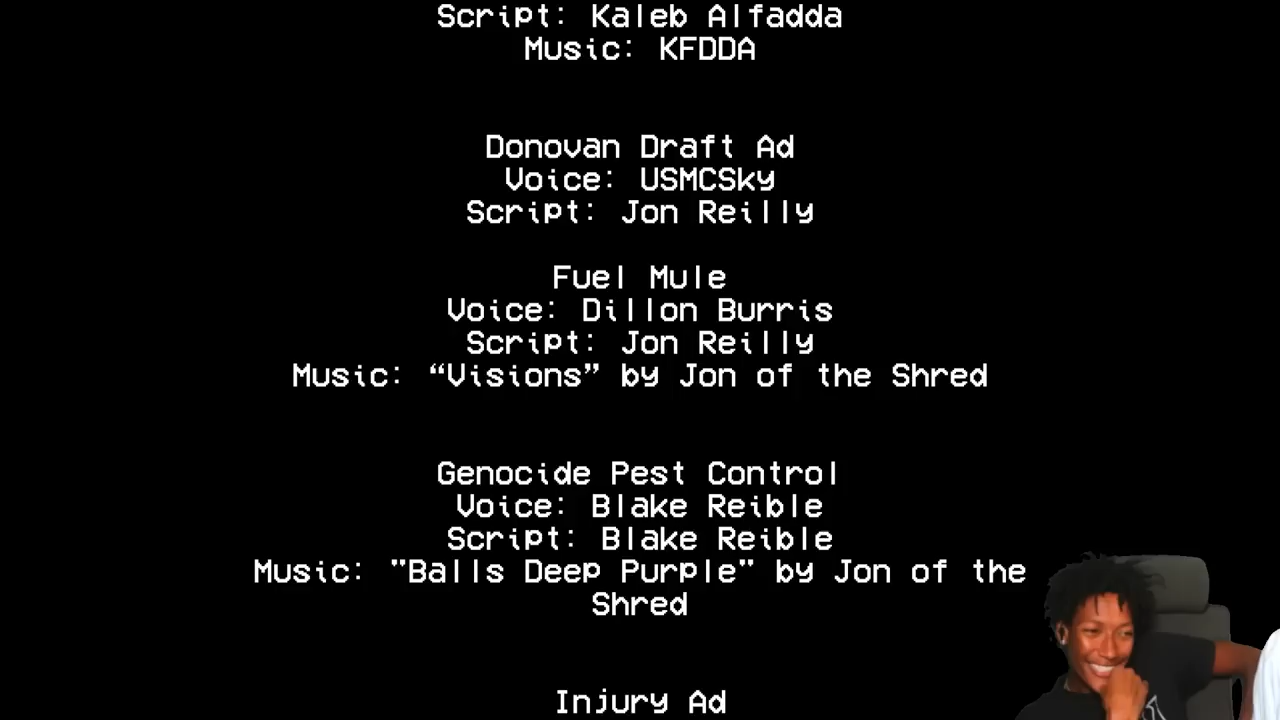 Script: Kaleb Alfadda
Music: KFDDA
Donovan Draft Ad
Voice: USMCSky
Script: Jon Reilly
Fuel Mule
Voice: Dillon Burris
Script: Jon Reilly
Music: “Visions” by Jon of the Shred
Genocide Pest Control
Voice: Blake Reible
Script: Blake Reible
Music: "Balls Deep Purple" by Jon of the
Shred
Injury Ad